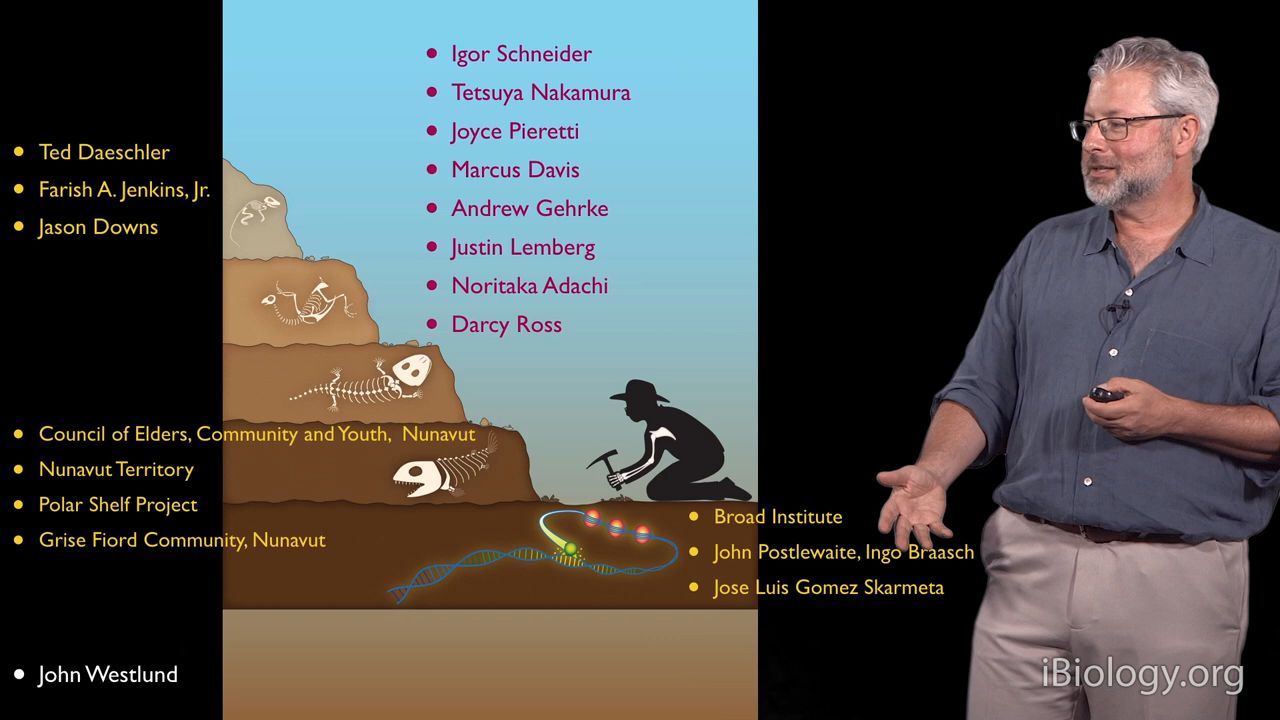 Igor Schneider
Tetsuya Nakamura
Joyce Pieretti
Marcus Davis
Andrew Gehrke
Justin Lemberg
Noritaka Adachi
Darcy Ross
Ted Daeschler
Farish A. Jenkins, Jr.
Jason Downs
Council of Elders, Community and Youth, Nunavut
Nunavut Territory
Polar Shelf Project
Grise Fiord Community, Nunavut
Broad Institute
John Postlewaite, Ingo Braasch
Jose Luis Gomez Skarmeta
John Westlund
iBiology.org